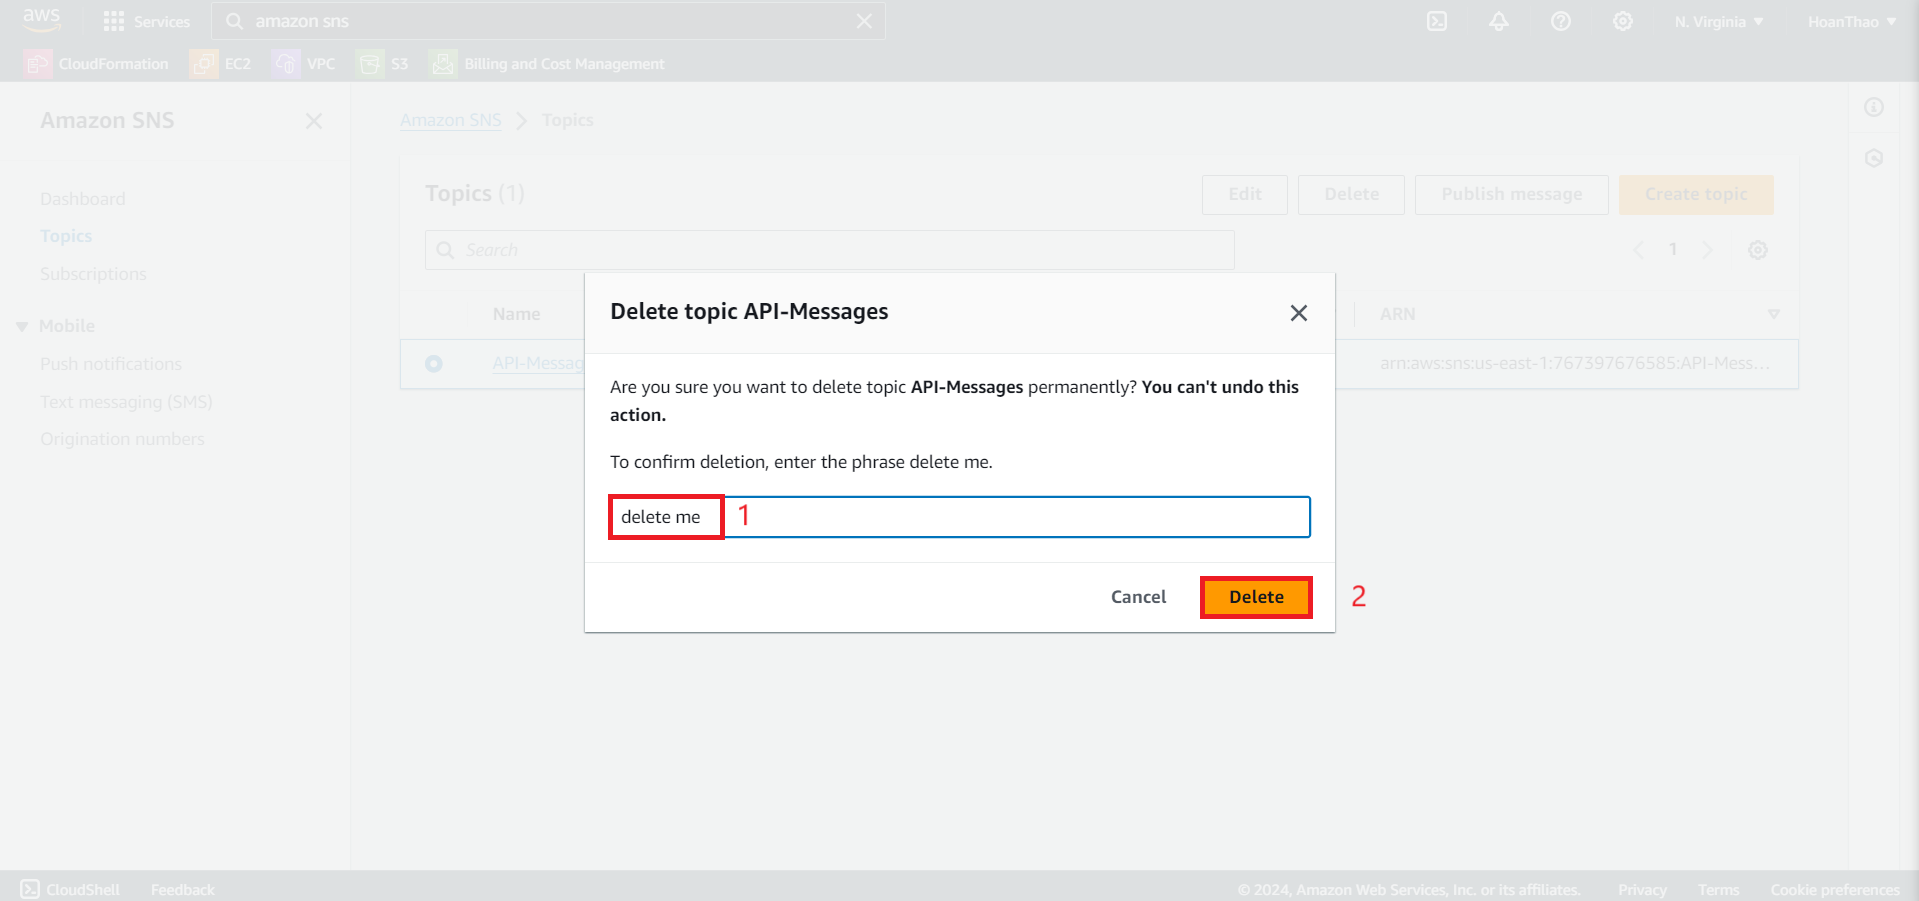 aws
Services
amazon sns
N. Virginia
HoanThao
CloudFormation
EC2
VPC
S3
Billing and Cost Management
Amazon SNS
Dashboard
Topics
Subscriptions
Mobile
Push notifications
Text messaging (SMS)
Origination numbers
Amazon SNS
Topics
Topics (1)
Edit
Delete
Publish message
Create topic
Search
1
Name
ARN
API-Messag
arn:aws:sns:us-east-1:767397676585:API-Mess...
Delete topic API-Messages
Are you sure you want to delete topic API-Messages permanently? You can't undo this
action.
To confirm deletion, enter the phrase delete me.
delete me
1
Cancel
Delete
2
CloudShell
Feedback
© 2024, Amazon Web Services, Inc. or its affiliates.
Privacy
Terms
Cookie preferences